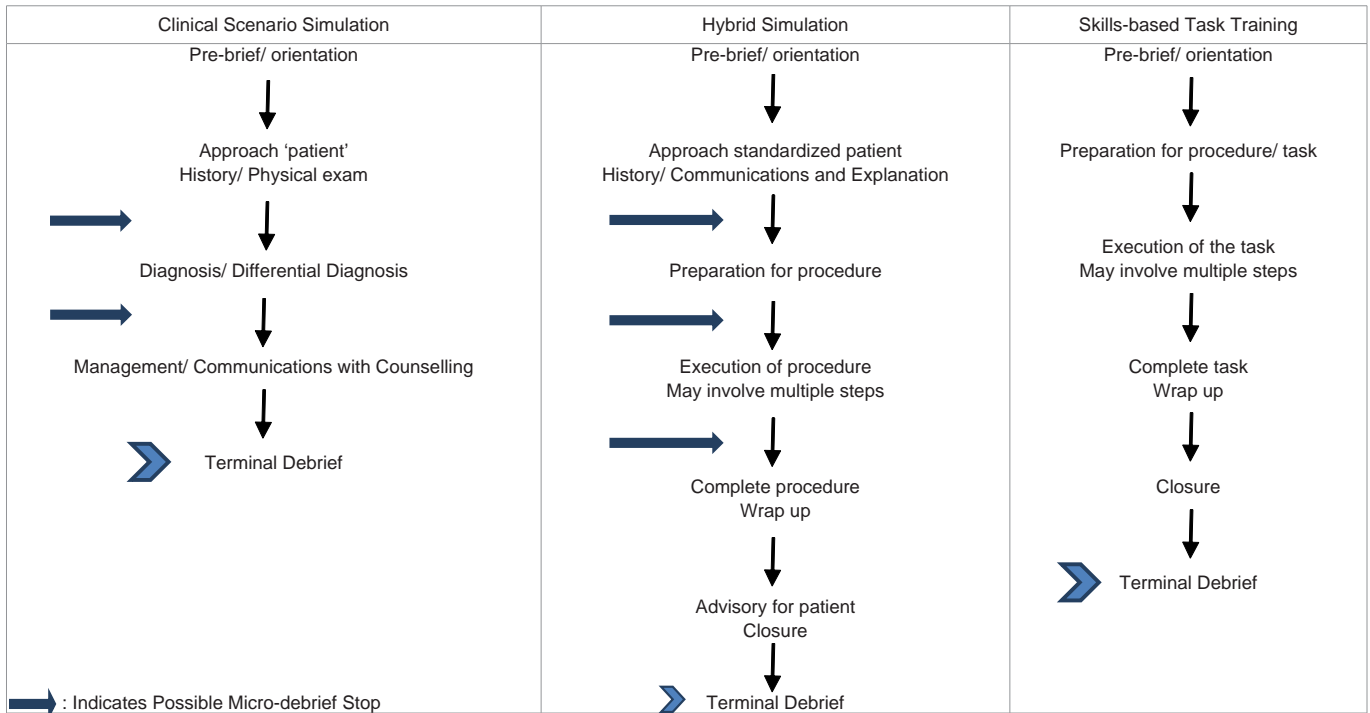 Clinical Scenario Simulation
Pre-brief/ orientation
Approach ‘patient’
History/ Physical exam
Diagnosis/ Differential Diagnosis
Management/ Communications with Counselling
Terminal Debrief
: Indicates Possible Micro-debrief Stop
Hybrid Simulation
Pre-brief/ orientation
Approach standardized patient
History/ Communications and Explanation
Preparation for procedure
Execution of procedure
May involve multiple steps
Complete procedure
Wrap up
Advisory for patient
Closure
Terminal Debrief
Skills-based Task Training
Pre-brief/ orientation
Preparation for procedure/ task
Execution of the task
May involve multiple steps
Complete task
Wrap up
Closure
Terminal Debrief